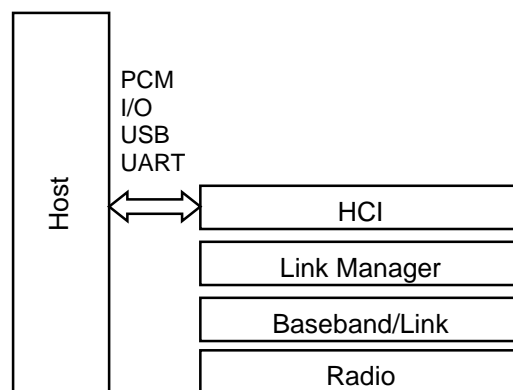 PCM
I/O
USB
UART
Host
HCI
Link Manager
Baseband/Link
Radio